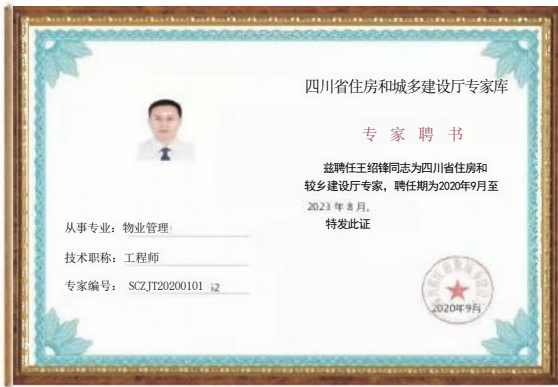 四川省住房和城多建设厅专家库
专家聘书
兹聘任王绍锋同志为四川省住房和
较乡建设厅专家，聘任期为2020年9月至
2023年8月。
特发此证
从事专业：物业管理
技术职称：工程师
专家编号： SCZJT20200101
2020年9月